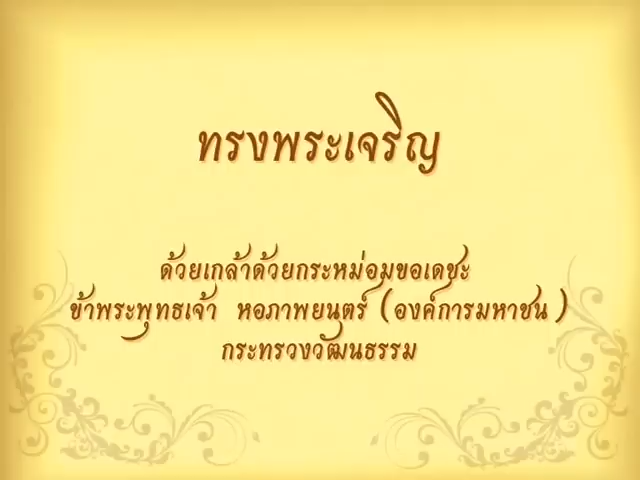 ทรงพระเจริญ
ด้วยเกล้าด้วยกระหม่อมขอเดชะ
ข้าพระพุทธเจ้า หอภาพยนตร์ (องค์การมหาชน )
กระทรวงวัฒนธรรม